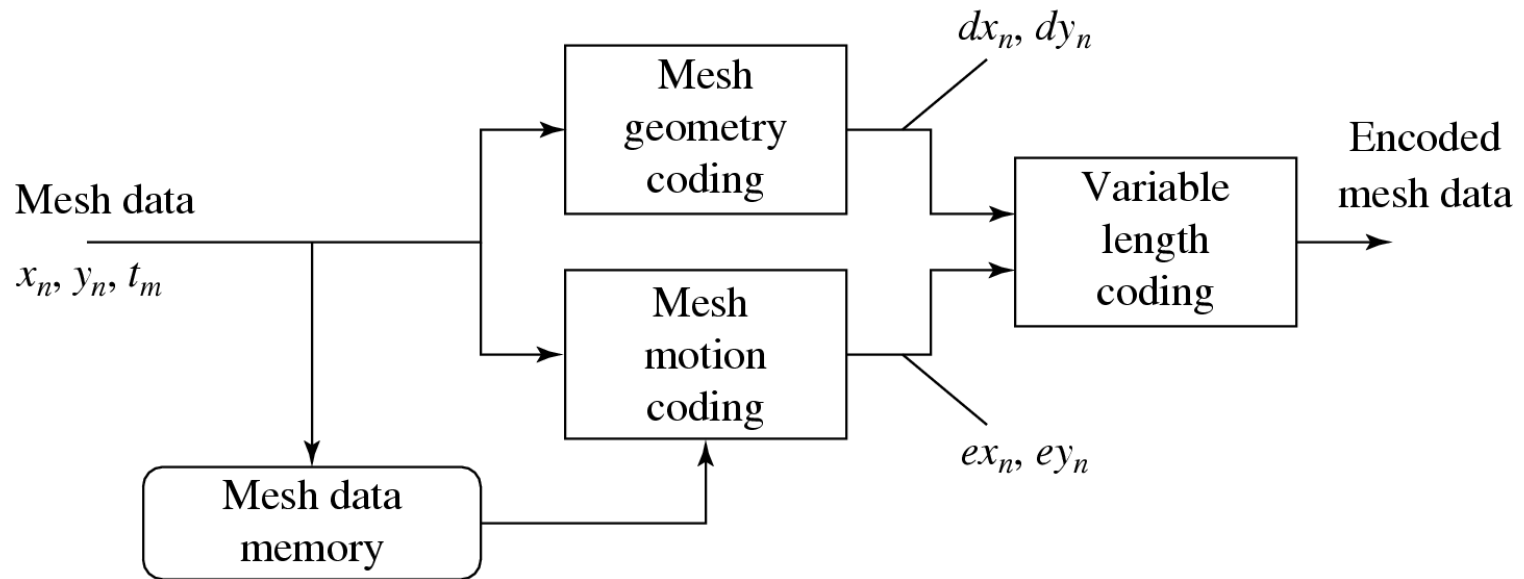 dxₙ, dyₙ
Mesh
geometry
coding
Encoded
mesh data
Mesh data
xₙ, yₙ, tₘ
Variable
length
coding
Mesh
motion
coding
exₙ, eyₙ
Mesh data
memory